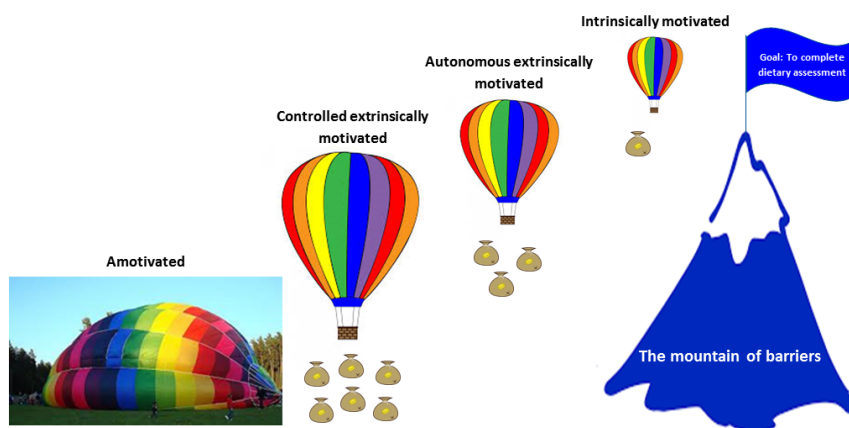 Intrinsically motivated
Goal: To complete
dietary assessment
Autonomous extrinsically
motivated
Controlled extrinsically
motivated
Amotivated
The mountain of barriers